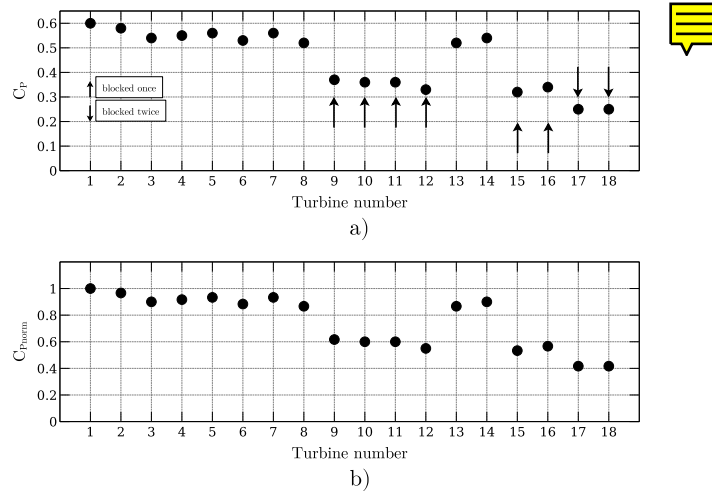 0.6
0.5
0.4
0.3
0.2
0.1
0
C_P
blocked once
blocked twice
1 2 3 4 5 6 7 8 9 10 11 12 13 14 15 16 17 18
Turbine number
a)
1
0.8
0.6
0.4
0.2
0
C_Pnorm
1 2 3 4 5 6 7 8 9 10 11 12 13 14 15 16 17 18
Turbine number
b)